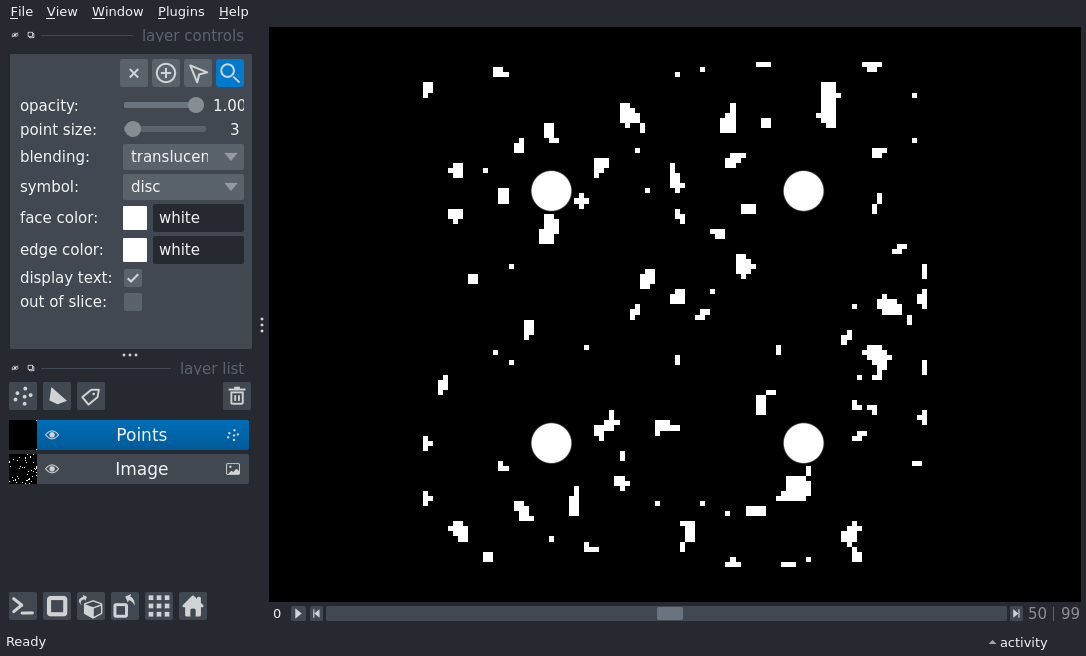 File View Window Plugins Help
layer controls
opacity: 1.00
point size: 3
blending: translucen
symbol: disc
face color: white
edge color: white
display text:
out of slice:
layer list
Points
Image
0 50 | 99
Ready activity